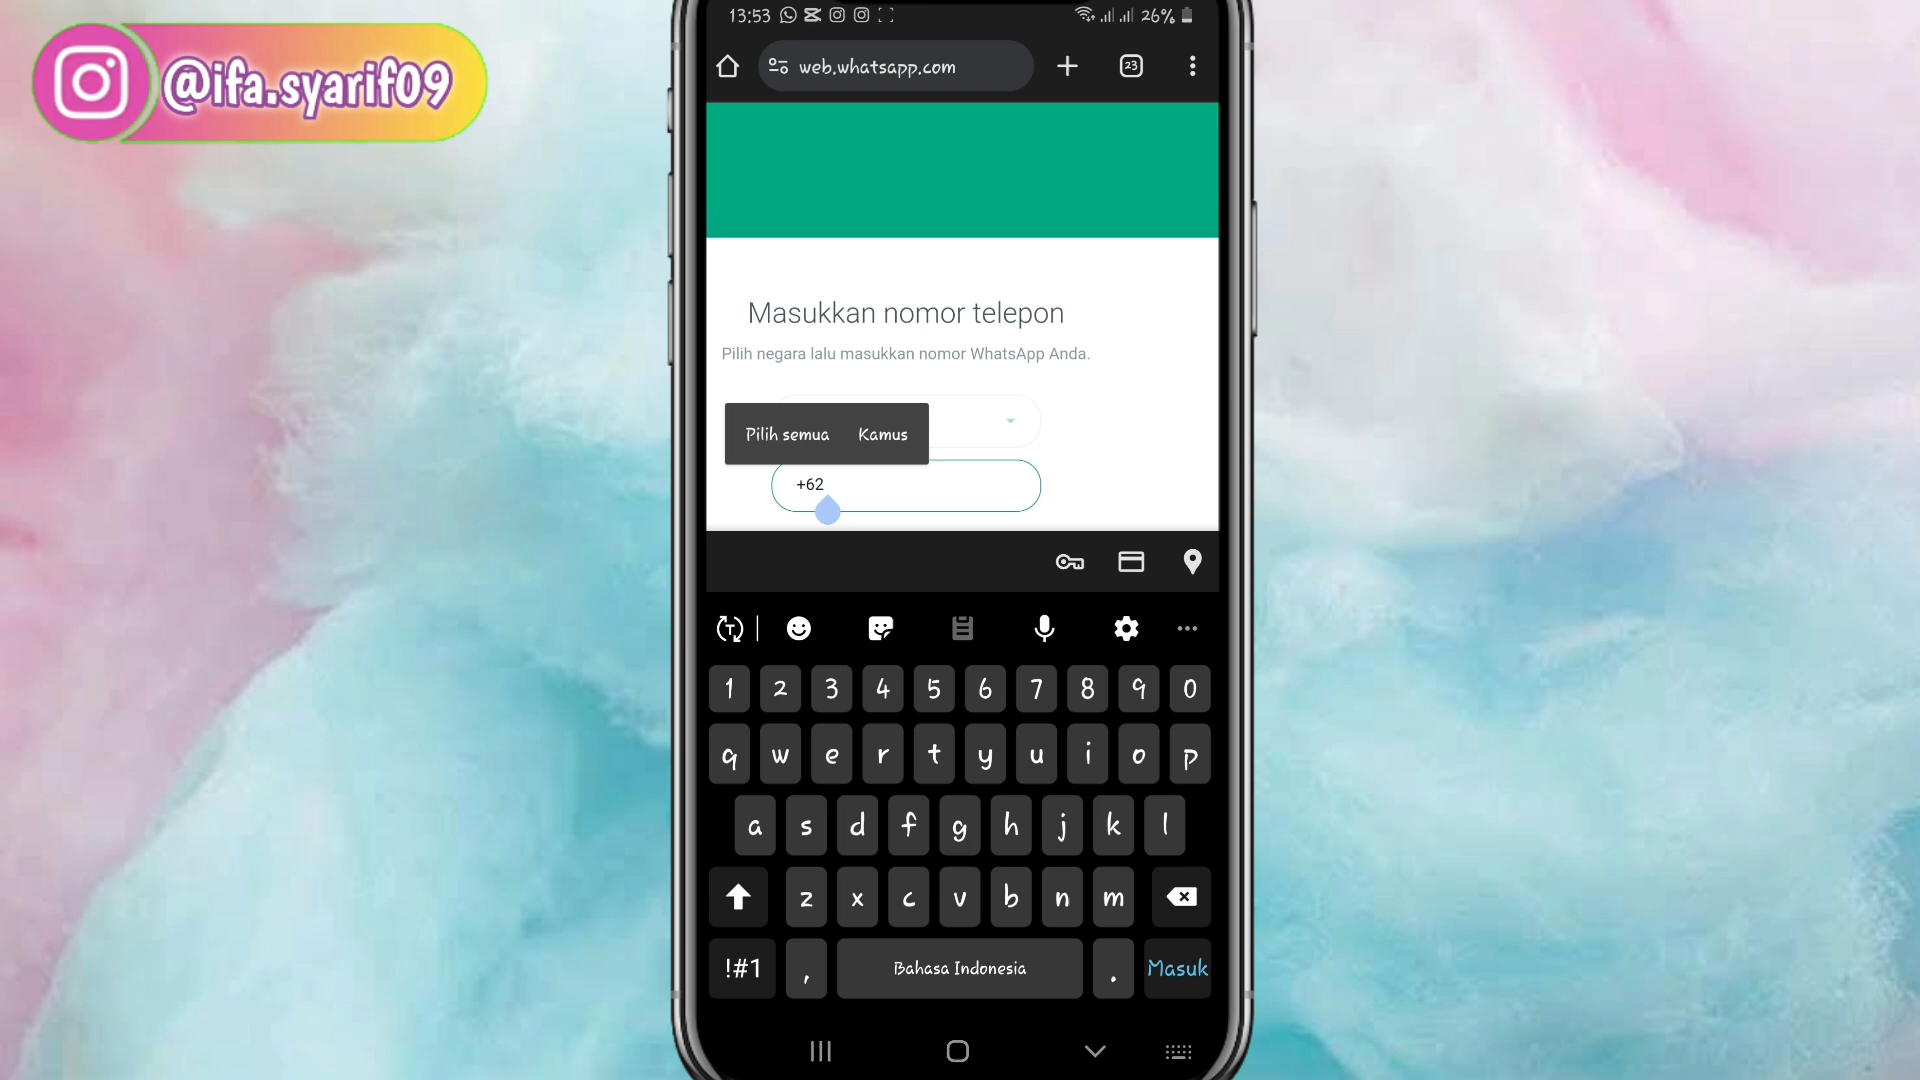 @ifa.syarif09
13:53
26%
web.whatsapp.com
23
Masukkan nomor telepon
Pilih negara lalu masukkan nomor WhatsApp Anda.
Pilih semua Kamus
+62
1 2 3 4 5 6 7 8 9 0
q w e r t y u i o p
a s d f g h j k l
z x c v b n m
!#1 , Bahasa Indonesia . Masuk